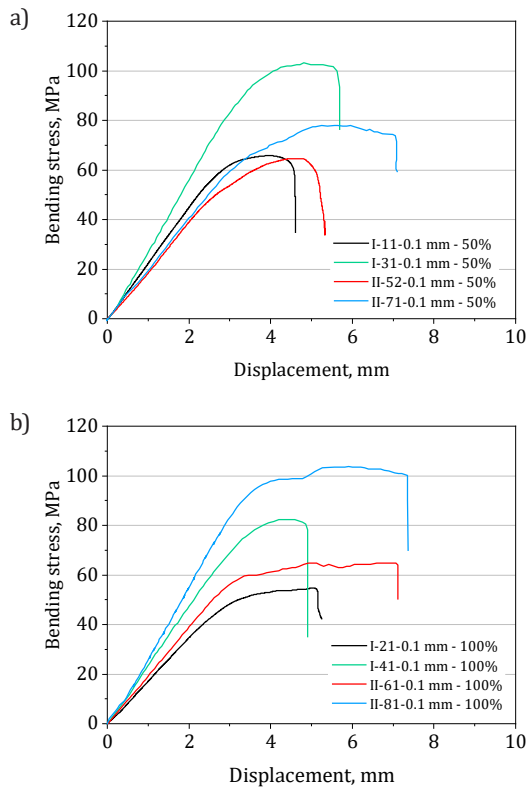 a)
120
100
80
60
40
20
0
Bending stress, MPa
I-11-0.1 mm - 50%
I-31-0.1 mm - 50%
II-52-0.1 mm - 50%
II-71-0.1 mm - 50%
0 2 4 6 8 10
Displacement, mm
b)
120
100
80
60
40
20
0
Bending stress, MPa
I-21-0.1 mm - 100%
I-41-0.1 mm - 100%
II-61-0.1 mm - 100%
II-81-0.1 mm - 100%
0 2 4 6 8 10
Displacement, mm